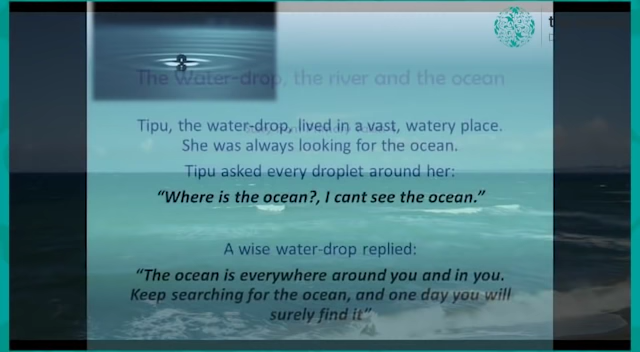 The Water-drop, the river and the ocean
Tipu, the water-drop, lived in a vast, watery place.
She was always looking for the ocean.
Tipu asked every droplet around her:
“Where is the ocean?, I cant see the ocean.”
A wise water-drop replied:
“The ocean is everywhere around you and in you.
Keep searching for the ocean, and one day you will
surely find it”